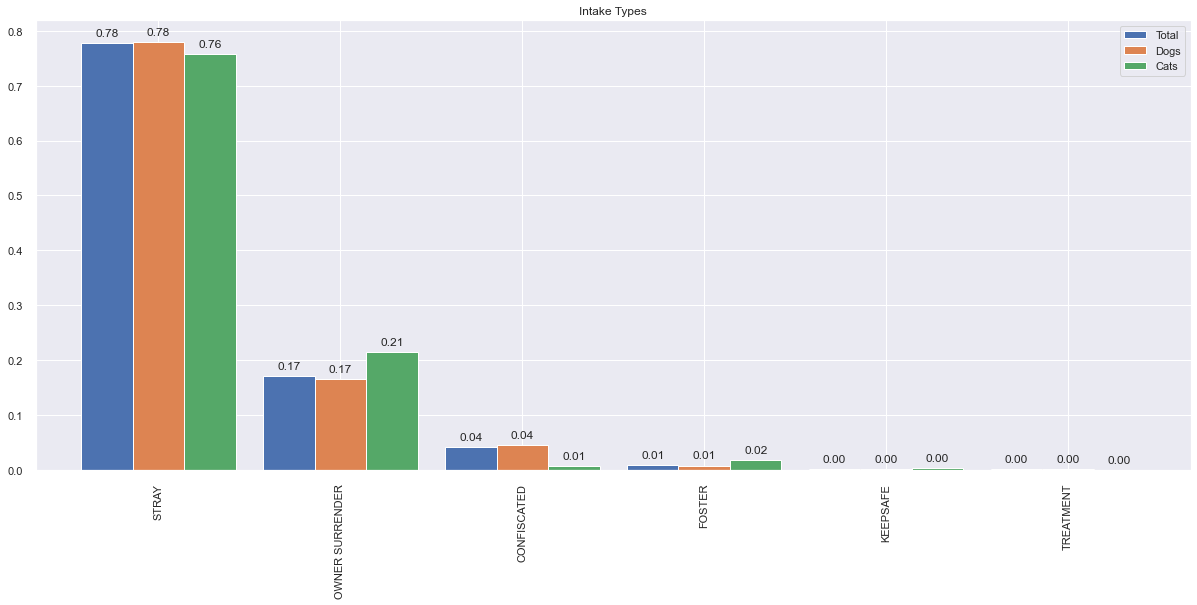 Intake Types
Total
Dogs
Cats
0.8
0.7
0.6
0.5
0.4
0.3
0.2
0.1
0.0
0.78
0.78
0.76
0.17
0.17
0.21
0.04
0.04
0.01
0.01
0.01
0.02
0.00
0.00
0.00
0.00
0.00
0.00
STRAY
OWNER SURRENDER
CONFISCATED
FOSTER
KEEPSAFE
TREATMENT